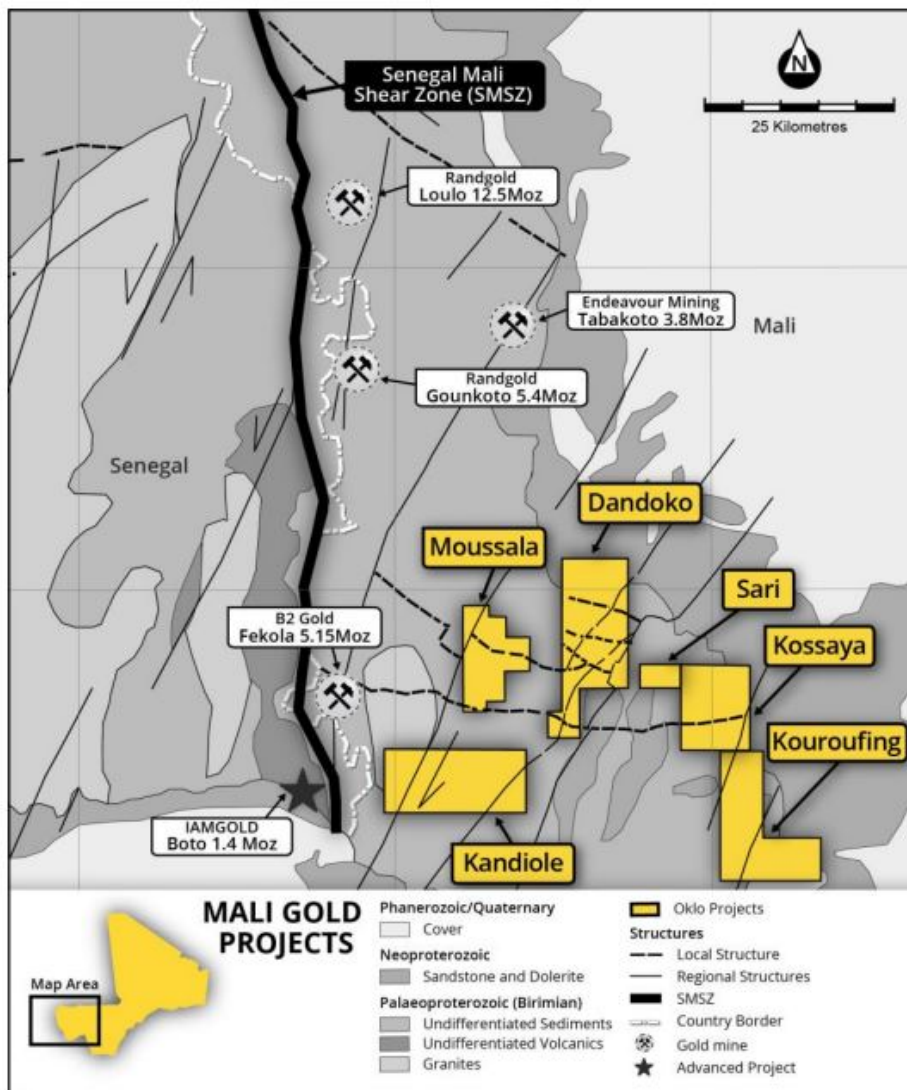 Senegal Mali
Shear Zone (SMSZ)
N
25 Kilometres
Randgold
Loulo 12.5Moz
Endeavour Mining
Tabakoto 3.8Moz
Mali
Randgold
Gounkoto 5.4Moz
Senegal
Dandoko
Moussala
Sari
B2 Gold
Fekola 5.15Moz
Kossaya
Kouroufing
IAMGOLD
Boto 1.4 Moz
Kandiole
MALI GOLD
PROJECTS
Map Area
Phanerozoic/Quaternary
Cover
Neoproterozoic
Sandstone and Dolerite
Palaeoproterozoic (Birimian)
Undifferentiated Sediments
Undifferentiated Volcanics
Granites
Oklo Projects
Structures
Local Structure
Regional Structures
SMSZ
Country Border
Gold mine
Advanced Project